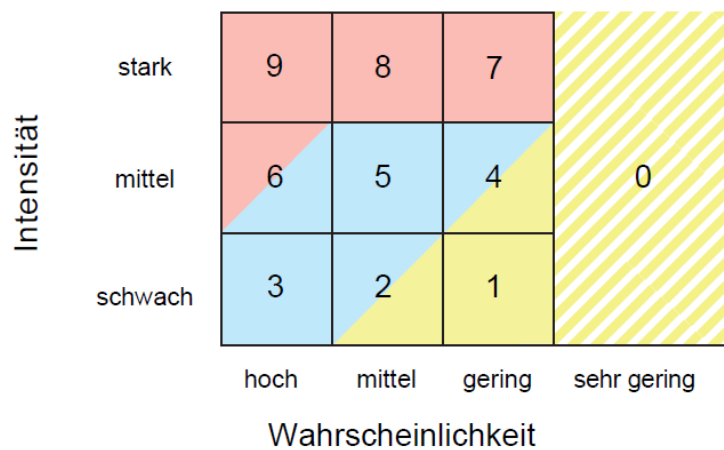 stark 9 8 7
Intensität
mittel 6 5 4 0
schwach 3 2 1
hoch mittel gering sehr gering
Wahrscheinlichkeit